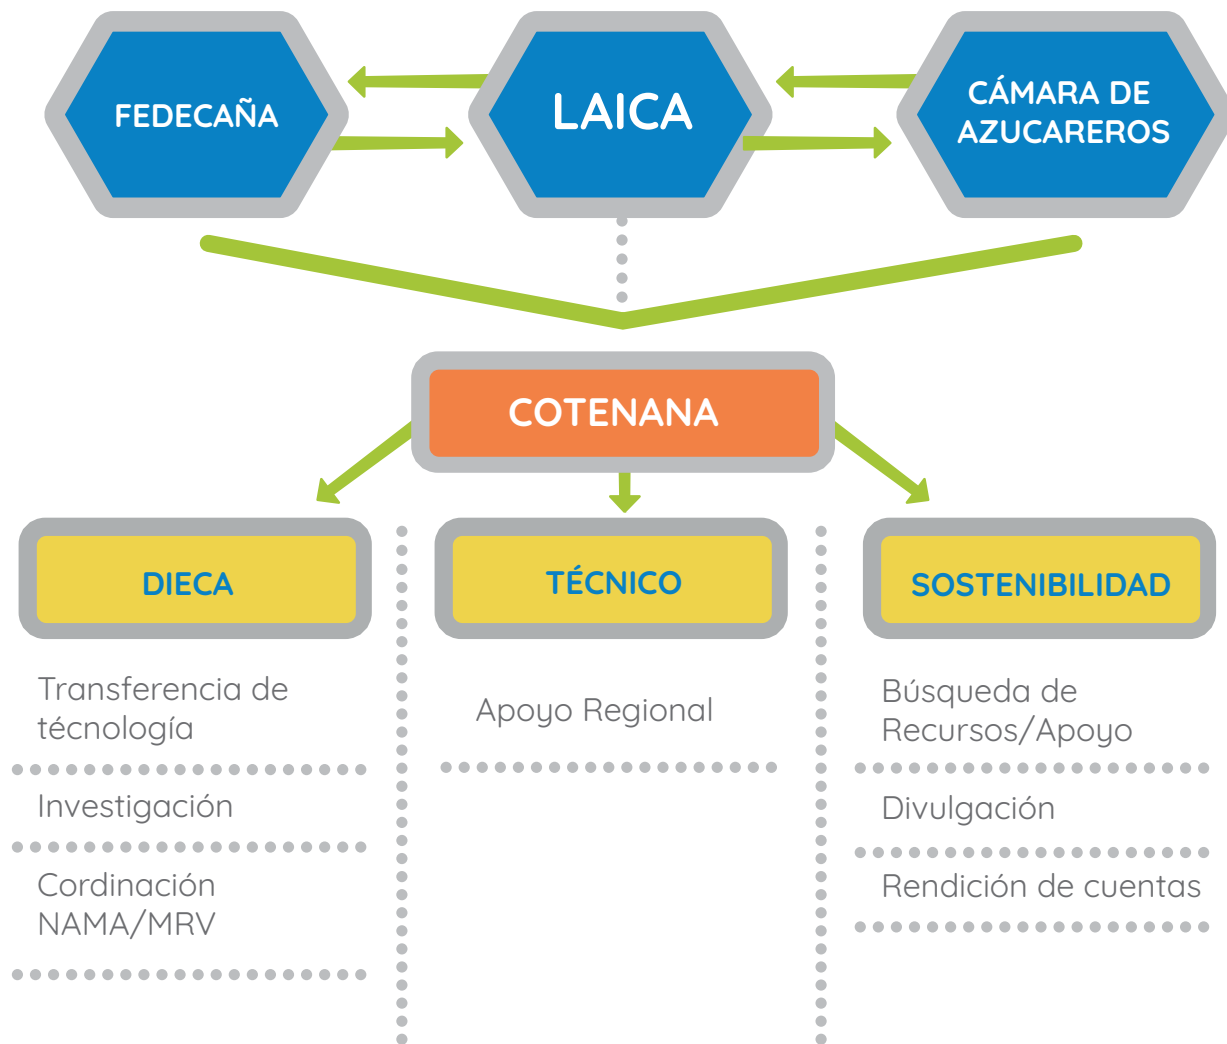 FEDECAÑA
LAICA
CÁMARA DE
AZUCAREROS
COTENANA
DIECA
TÉCNICO
SOSTENIBILIDAD
Transferencia de
técnología
Investigación
Cordinación
NAMA/MRV
Apoyo Regional
Búsqueda de
Recursos/Apoyo
Divulgación
Rendición de cuentas